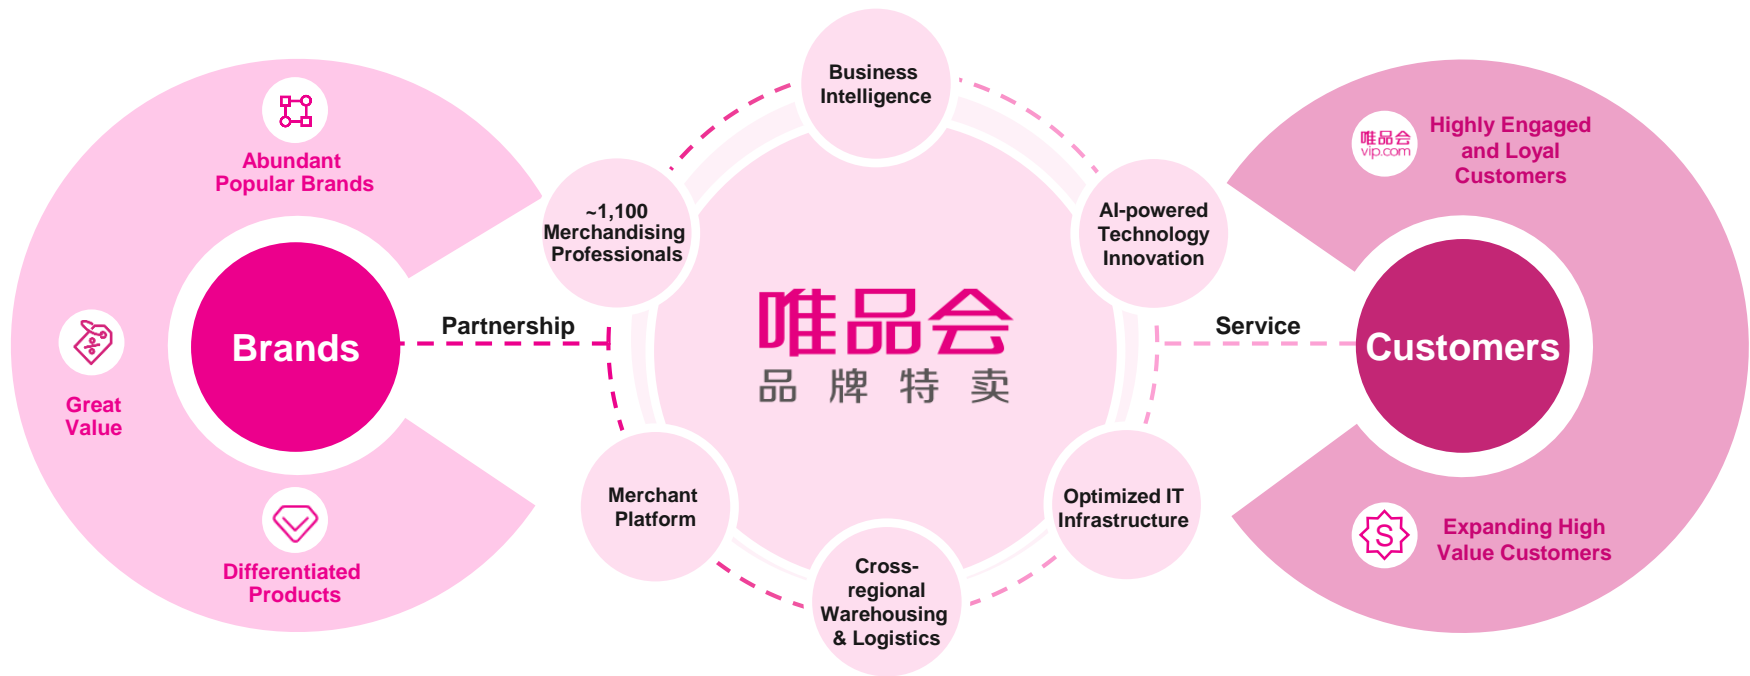 Abundant
Popular Brands
Great
Value
Differentiated
Products
Brands
Partnership
Business
Intelligence
~1,100
Merchandising
Professionals
AI-powered
Technology
Innovation
唯品会
品牌特卖
Merchant
Platform
Optimized IT
Infrastructure
Cross-
regional
Warehousing
& Logistics
Service
Customers
唯品会
vip.com
Highly Engaged
and Loyal
Customers
S
Expanding High
Value Customers